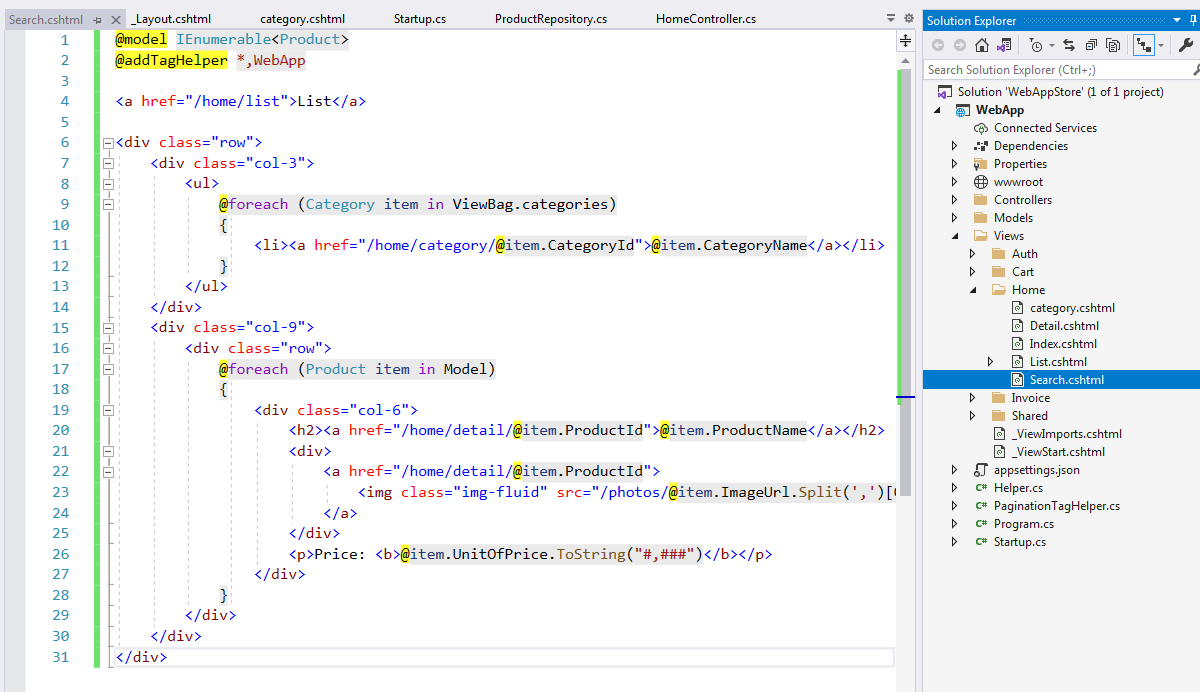 Search.cshtml
_Layout.cshtml
category.cshtml
Startup.cs
ProductRepository.cs
HomeController.cs
1 @model IEnumerable<Product>
2 @addTagHelper *,WebApp
3
4 <a href="/home/list">List</a>
5
6 <div class="row">
7 <div class="col-3">
8 <ul>
9 @foreach (Category item in ViewBag.categories)
10 {
11 <li><a href="/home/category/@item.CategoryId">@item.CategoryName</a></li>
12 }
13 </ul>
14 </div>
15 <div class="col-9">
16 <div class="row">
17 @foreach (Product item in Model)
18 {
19 <div class="col-6">
20 <h2><a href="/home/detail/@item.ProductId">@item.ProductName</a></h2>
21 <div>
22 <a href="/home/detail/@item.ProductId">
23 <img class="img-fluid" src="/photos/@item.ImageUrl.Split(',')[
24 </a>
25 </div>
26 <p>Price: <b>@item.UnitOfPrice.ToString("#,###")</b></p>
27 </div>
28 }
29 </div>
30 </div>
31 </div>
Solution Explorer
Search Solution Explorer (Ctrl+;)
Solution 'WebAppStore' (1 of 1 project)
WebApp
Connected Services
Dependencies
Properties
wwwroot
Controllers
Models
Views
Auth
Cart
Home
category.cshtml
Detail.cshtml
Index.cshtml
List.cshtml
Search.cshtml
Invoice
Shared
_ViewImports.cshtml
_ViewStart.cshtml
appsettings.json
C# Helper.cs
C# PaginationTagHelper.cs
C# Program.cs
C# Startup.cs